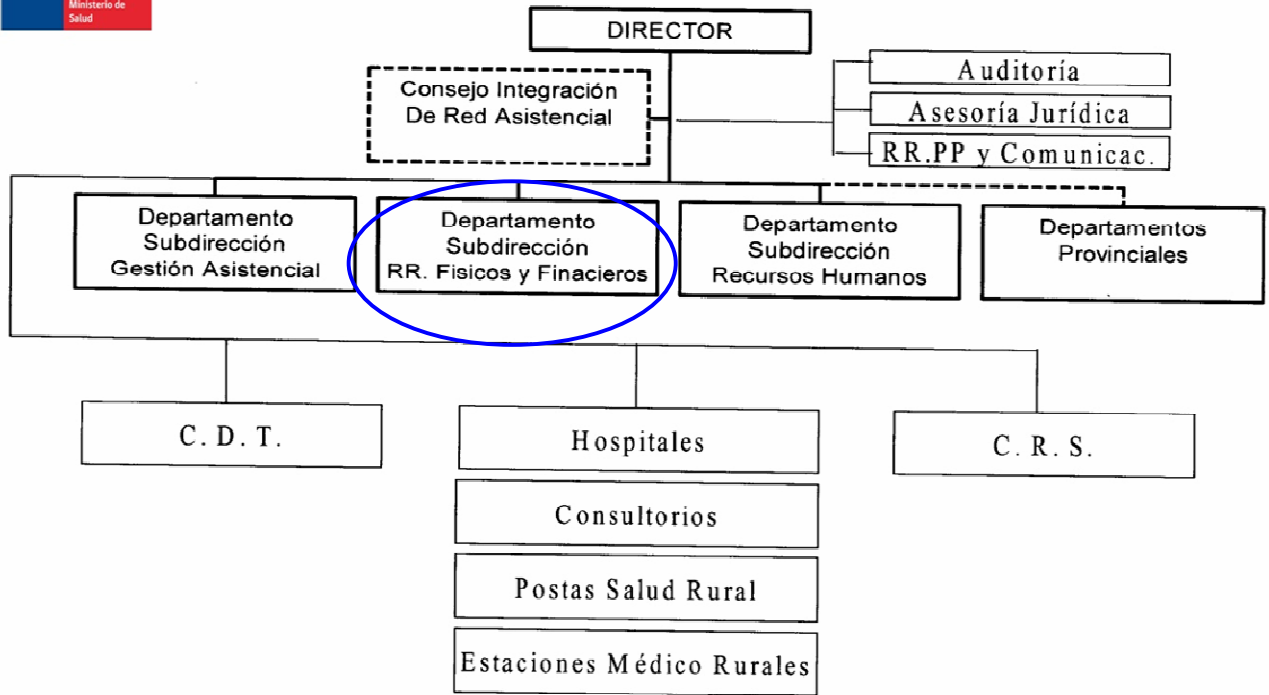 Ministerio de
Salud
DIRECTOR
Consejo Integración
De Red Asistencial
Auditoría
Asesoría Jurídica
RR.PP y Comunicac.
Departamento
Subdirección
Gestión Asistencial
Departamento
Subdirección
RR. Fisicos y Finacieros
Departamento
Subdirección
Recursos Humanos
Departamentos
Provinciales
C. D. T.
Hospitales
C. R. S.
Consultorios
Postas Salud Rural
Estaciones Médico Rurales